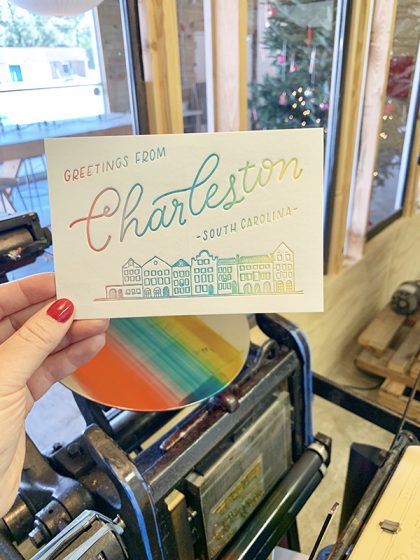 GREETINGS FROM
Charleston
-SOUTH CAROLINA-